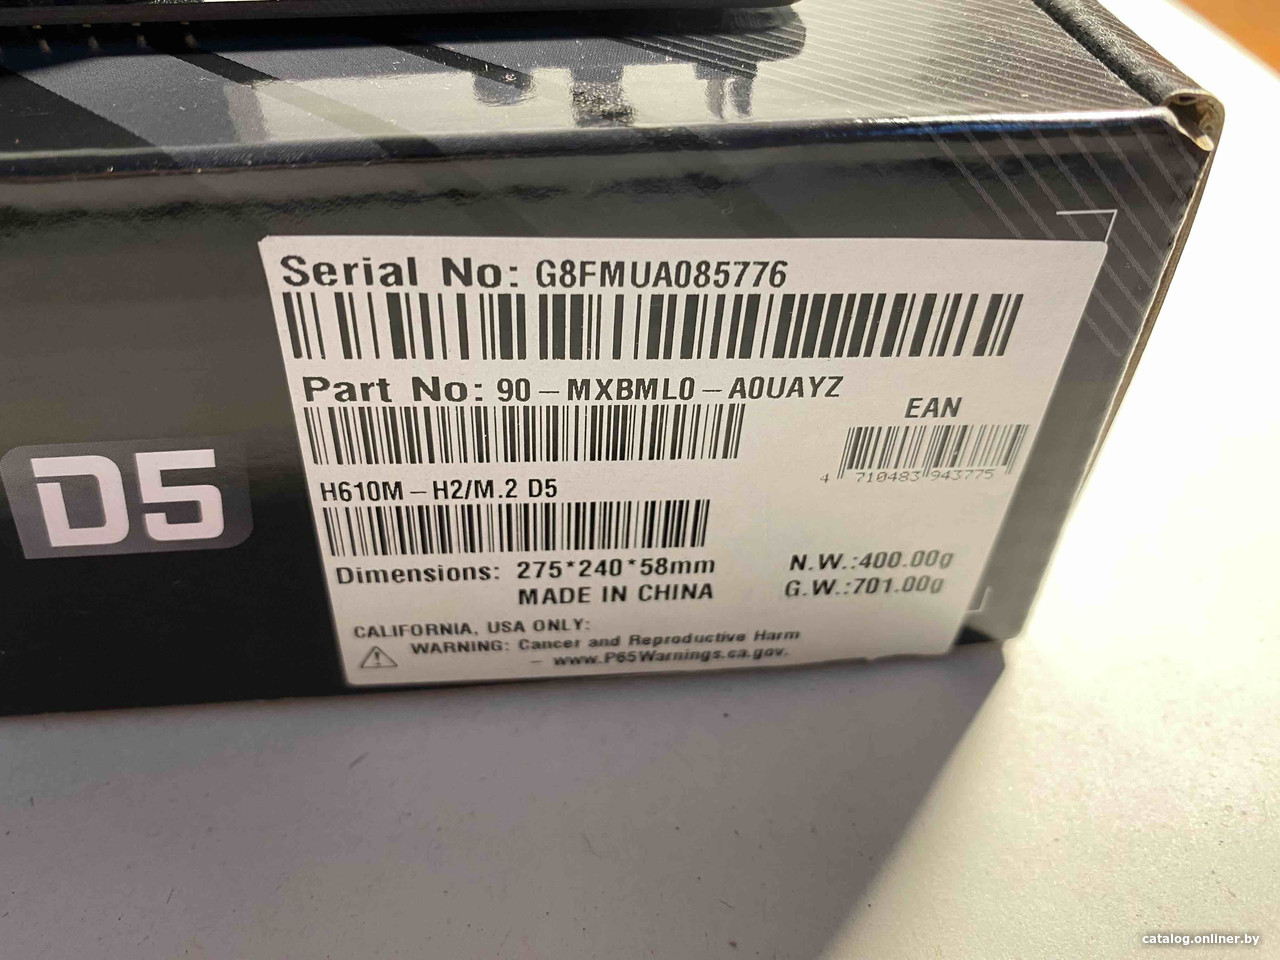 Serial No: G8FMUA085776
Part No: 90-MXBML0-A0UAYZ
EAN
4 710483 943775
H610M-H2/M.2 D5
D5
Dimensions: 275*240*58mm
N.W.:400.00g
MADE IN CHINA
G.W.:701.00g
CALIFORNIA, USA ONLY:
WARNING: Cancer and Reproductive Harm
- www.P65Warnings.ca.gov.
catalog.onliner.by